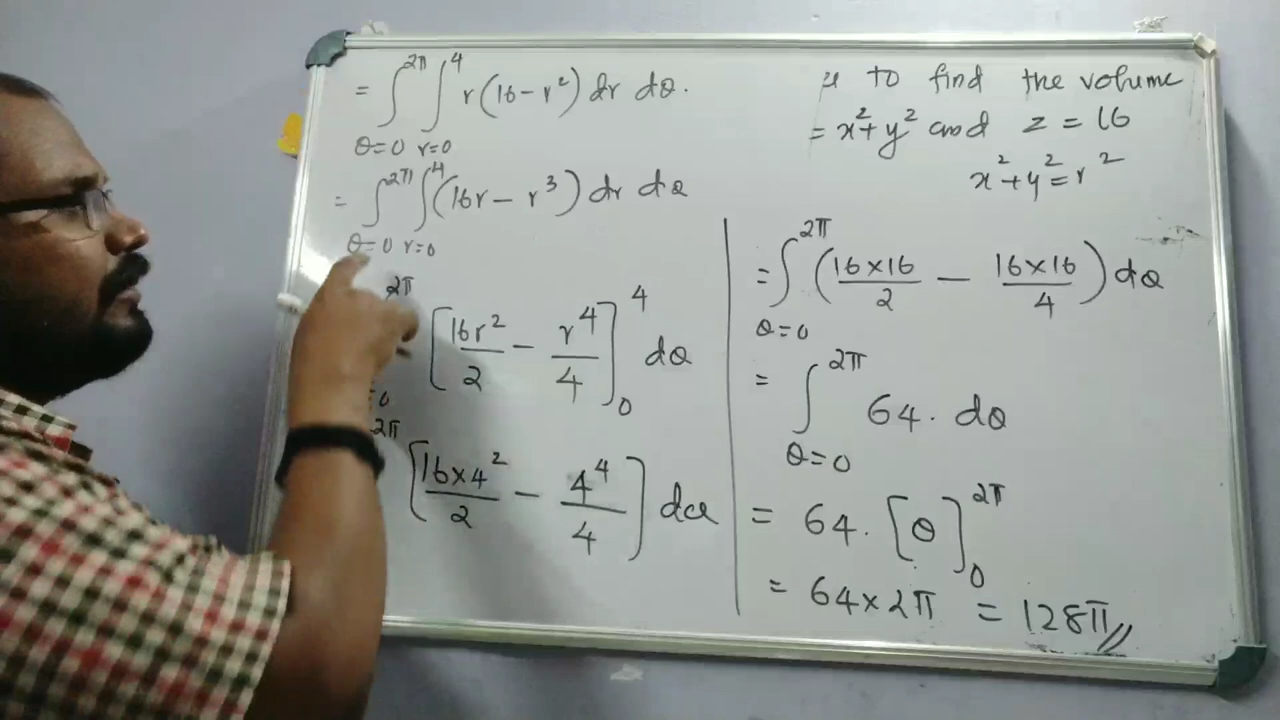 = ∫_{θ=0}^{2π} ∫_{r=0}^{4} r(16 - r²) dr dθ.
= ∫_{θ=0}^{2π} ∫_{r=0}^{4} (16r - r³) dr dθ
2π [16r²/2 - r⁴/4]_0^4 dθ
=0
2π [16×4²/2 - 4⁴/4] dθ
to find the volume
= x² + y² and z = 16
x² + y² = r²
= ∫_{θ=0}^{2π} (16×16/2 - 16×16/4) dθ
= ∫_{θ=0}^{2π} 64. dθ
= 64. [θ]_0^{2π}
= 64×2π = 128π//